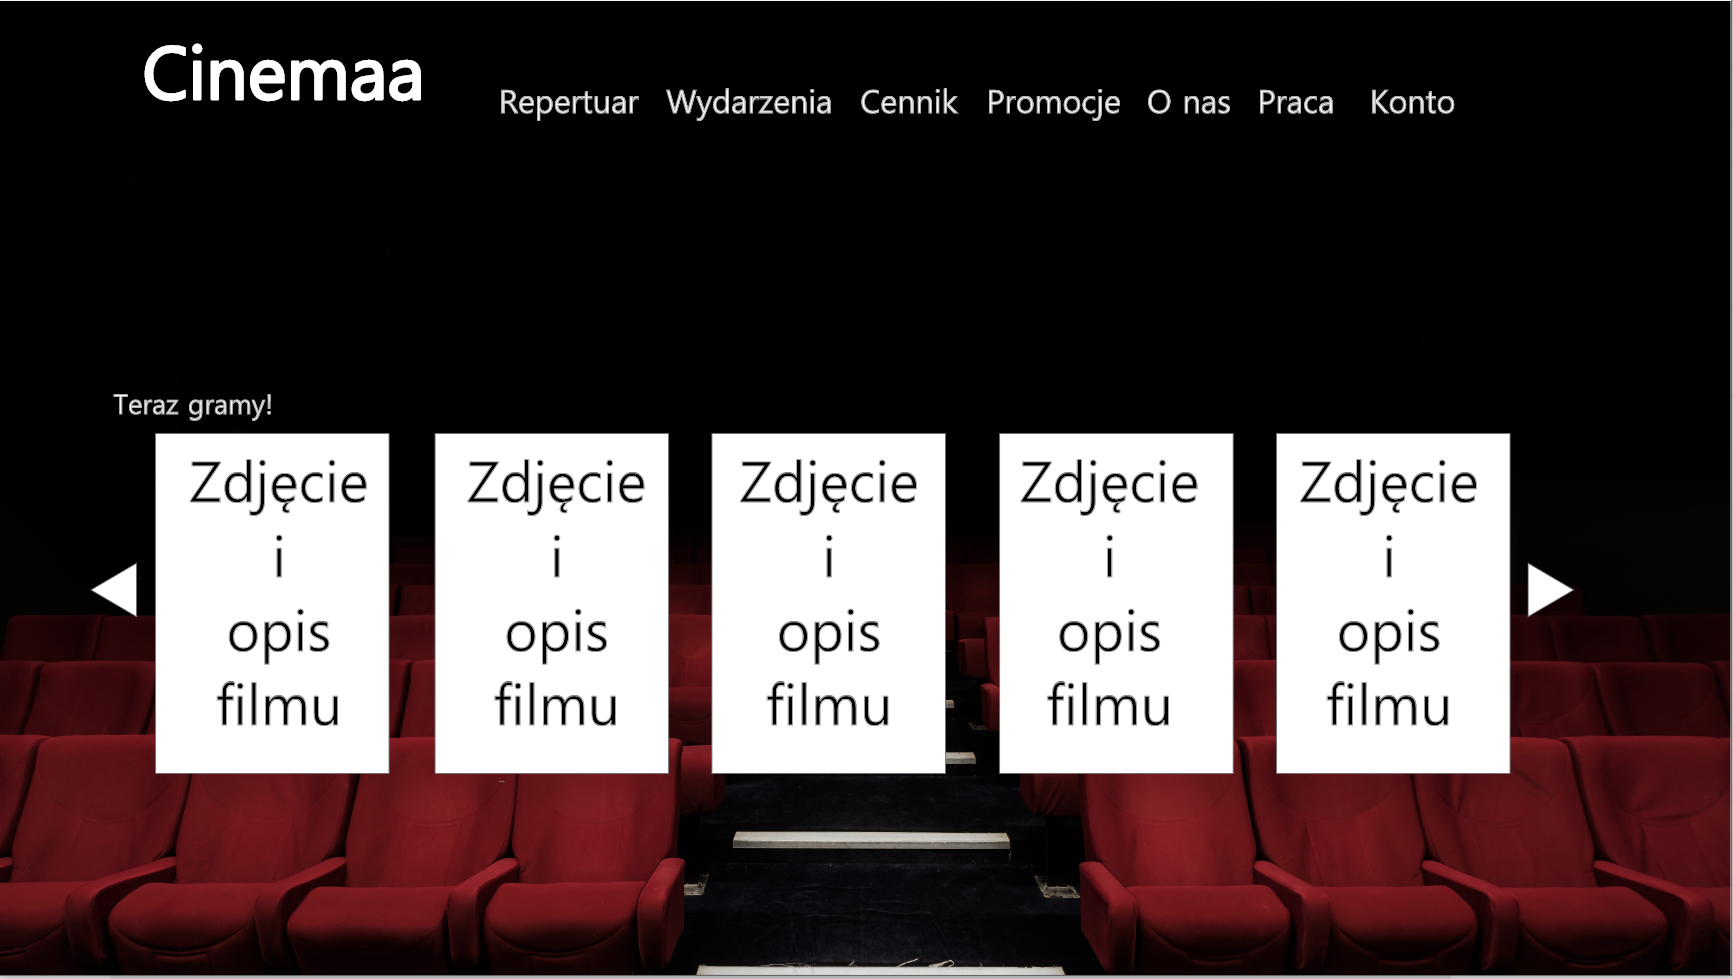 Cinemaa
Repertuar Wydarzenia Cennik Promocje O nas Praca Konto
Teraz gramy!
Zdjęcie
i
opis
filmu
Zdjęcie
i
opis
filmu
Zdjęcie
i
opis
filmu
Zdjęcie
i
opis
filmu
Zdjęcie
i
opis
filmu